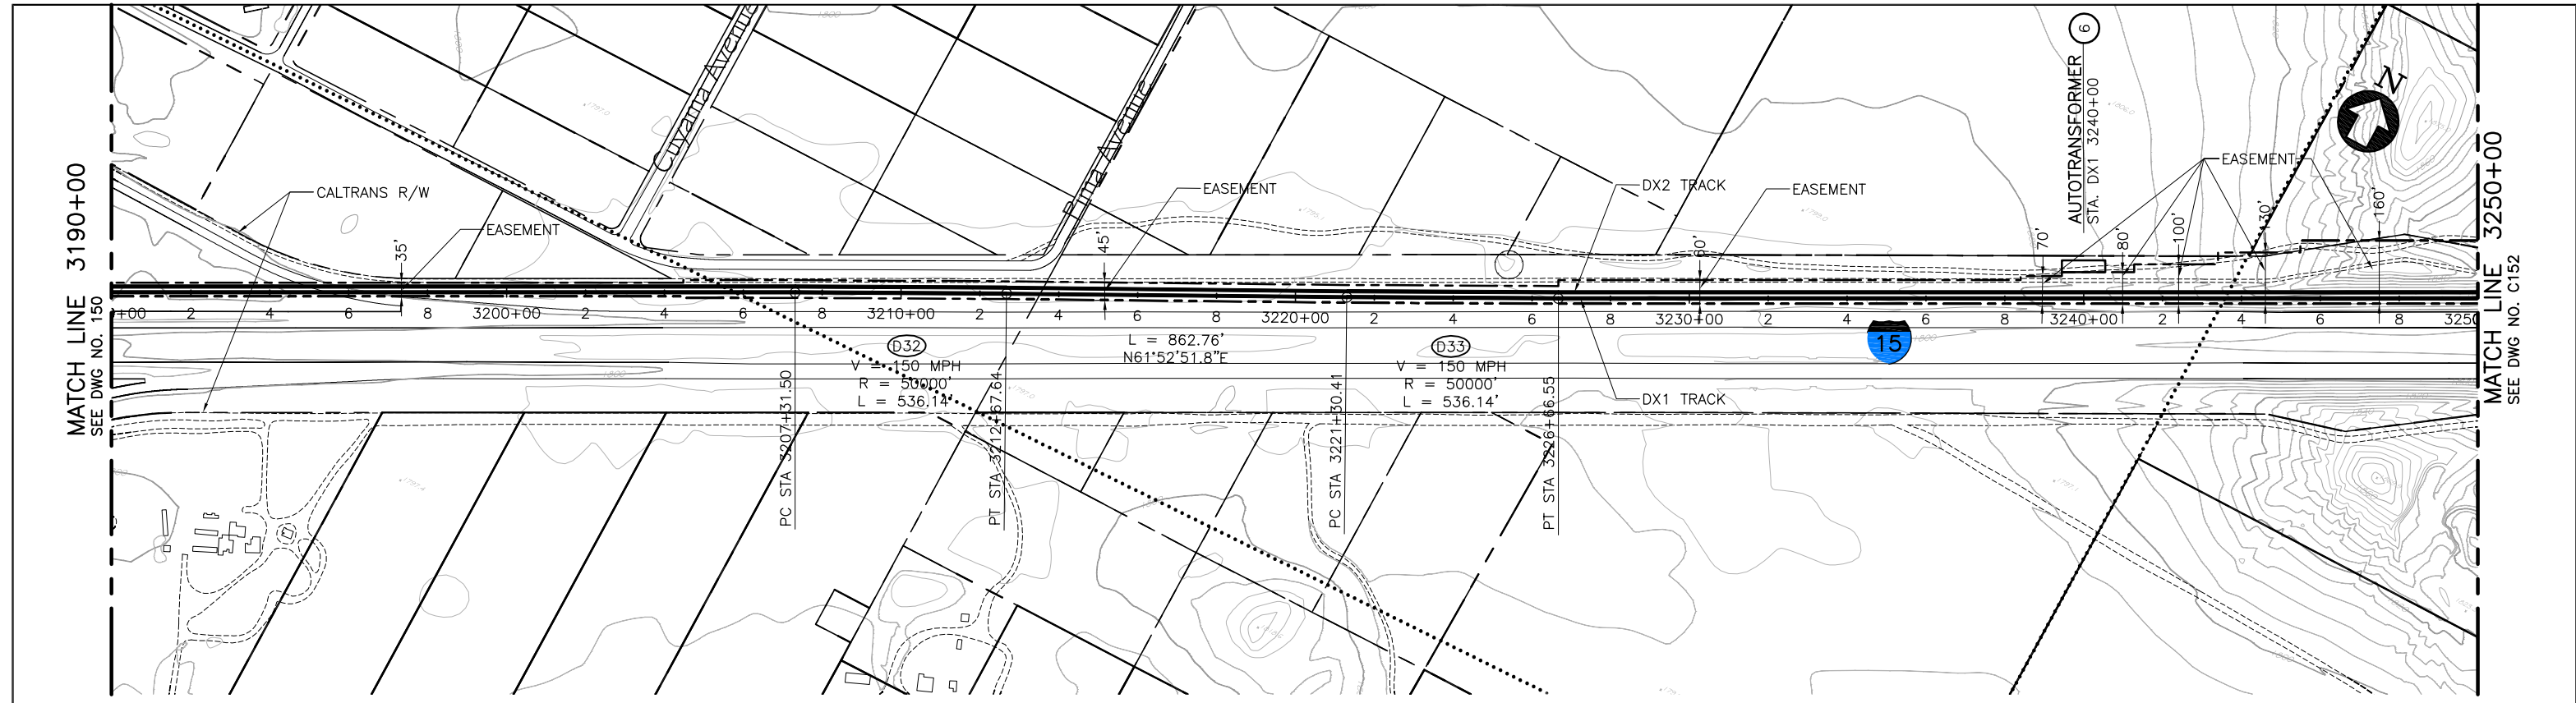 MATCH LINE 3190+00
SEE DWG NO. 150
CALTRANS R/W
EASEMENT
35'
Cuyama Avenue
Pima Avenue
45'
EASEMENT
DX2 TRACK
60'
EASEMENT
AUTOTRANSFORMER
STA. DX1 3240+00
6
70'
80'
100'
130'
160'
EASEMENT
N
MATCH LINE 3250+00
SEE DWG NO. C152
+00 2 4 6 8 3200+00 2 4 6 8 3210+00 2 4 6 8 3220+00 2 4 6 8 3230+00 2 4 6 8 3240+00 2 4 6 8 3250
PC STA 3207+31.50
D32
V = 150 MPH
R = 50000'
L = 536.14'
PT STA 3212+67.64
L = 862.76'
N61°52'51.8"E
PC STA 3221+30.41
D33
V = 150 MPH
R = 50000'
L = 536.14'
PT STA 3226+66.55
DX1 TRACK
15